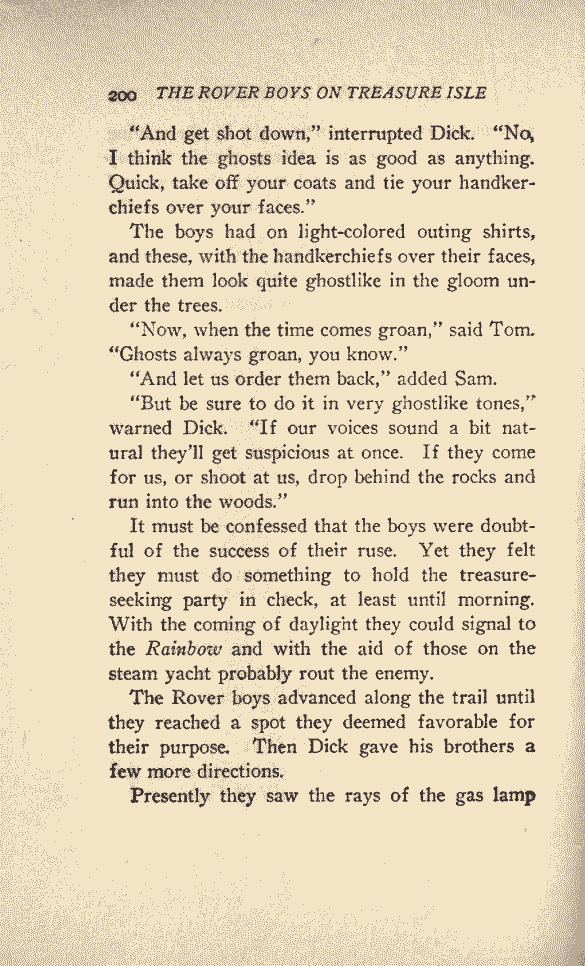 200 THE ROVER BOYS ON TREASURE ISLE
“And get shot down,” interrupted Dick. “No,
I think the ghosts idea is as good as anything.
Quick, take off your coats and tie your handker-
chiefs over your faces.”
The boys had on light-colored outing shirts,
and these, with the handkerchiefs over their faces,
made them look quite ghostlike in the gloom un-
der the trees.
“Now, when the time comes groan,” said Tom.
“Ghosts always groan, you know.”
“And let us order them back,” added Sam.
“But be sure to do it in very ghostlike tones,”
warned Dick. “If our voices sound a bit nat-
ural they’ll get suspicious at once. If they come
for us, or shoot at us, drop behind the rocks and
run into the woods.”
It must be confessed that the boys were doubt-
ful of the success of their ruse. Yet they felt
they must do something to hold the treasure-
seeking party in check, at least until morning.
With the coming of daylight they could signal to
the Rainbow and with the aid of those on the
steam yacht probably rout the enemy.
The Rover boys advanced along the trail until
they reached a spot they deemed favorable for
their purpose. Then Dick gave his brothers a
few more directions.
Presently they saw the rays of the gas lamp